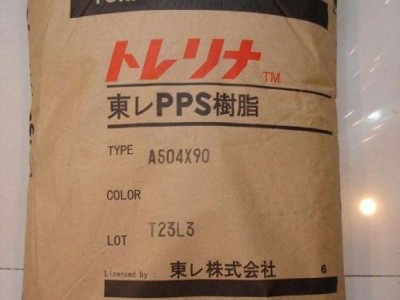 トレリナ™
東レPPS樹脂
TYPE A504X90
COLOR
LOT T23L3
Licensed by : 東レ株式会社 6